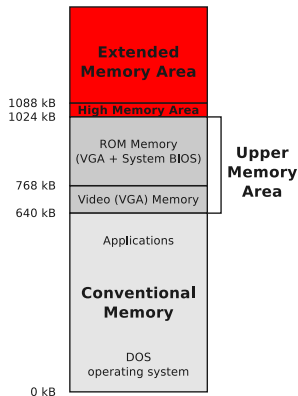 Extended
Memory Area
1088 kB
High Memory Area
1024 kB
ROM Memory
(VGA + System BIOS)
Upper
Memory
Area
768 kB
Video (VGA) Memory
640 kB
Applications
Conventional
Memory
DOS
operating system
0 kB